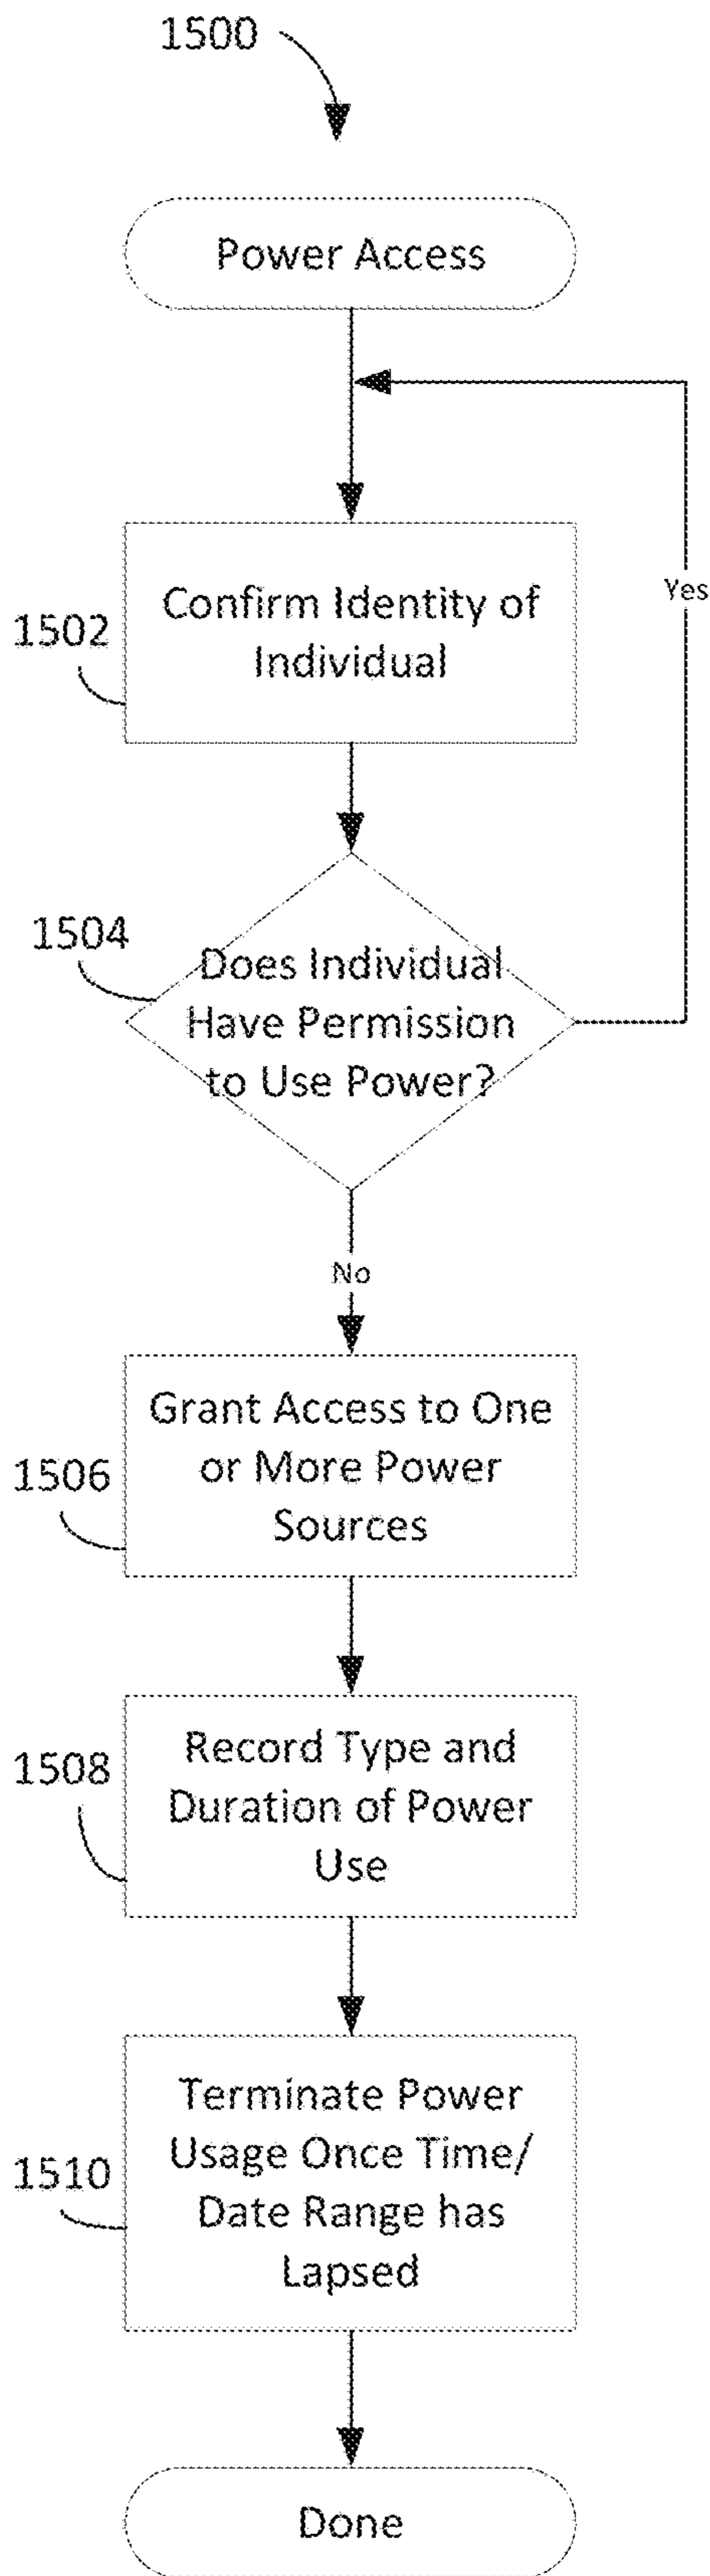 1500
Power Access
Yes
1502
Confirm Identity of
Individual
1504
Does Individual
Have Permission
to Use Power?
No
1506
Grant Access to One
or More Power
Sources
1508
Record Type and
Duration of Power
Use
1510
Terminate Power
Usage Once Time/
Date Range has
Lapsed
Done